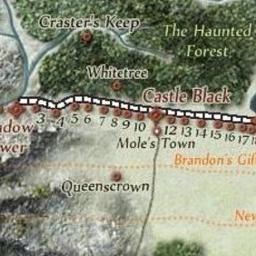 Craster's Keep
The Haunted
Forest
Whitetree
Castle Black
3 4 5 6 7 8 9 10 12 13 14 15 16 17 18
dow
wer
Mole's Town
Brandon's Gif
Queenscrown
New